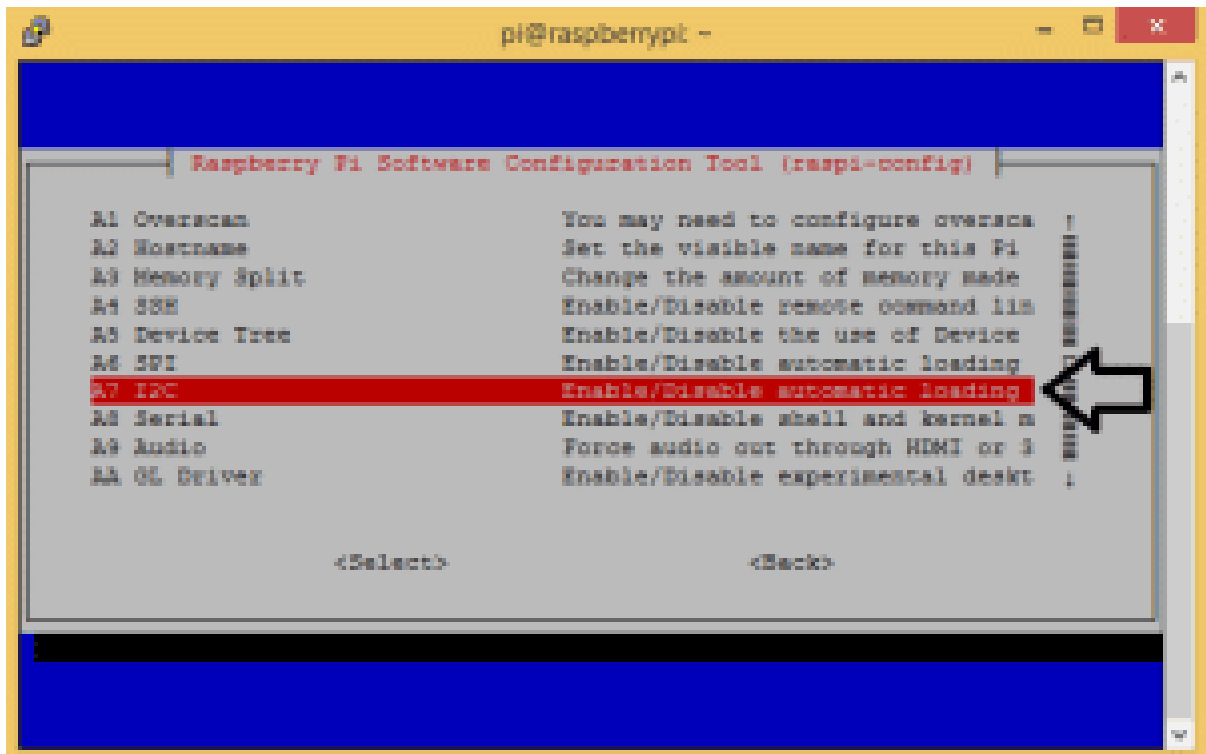 pi@raspberrypi: ~
Raspberry Pi Software Configuration Tool (raspi-config)
A1 Overscan You may need to configure oversca
A2 Hostname Set the visible name for this Pi
A3 Memory Split Change the amount of memory made
A4 SSH Enable/Disable remote command lin
A5 Device Tree Enable/Disable the use of Device
A6 SPI Enable/Disable automatic loading
A7 I2C Enable/Disable automatic loading
A8 Serial Enable/Disable shell and kernel m
A9 Audio Force audio out through HDMI or 3
AA GL Driver Enable/Disable experimental deskt
<Select> <Back>